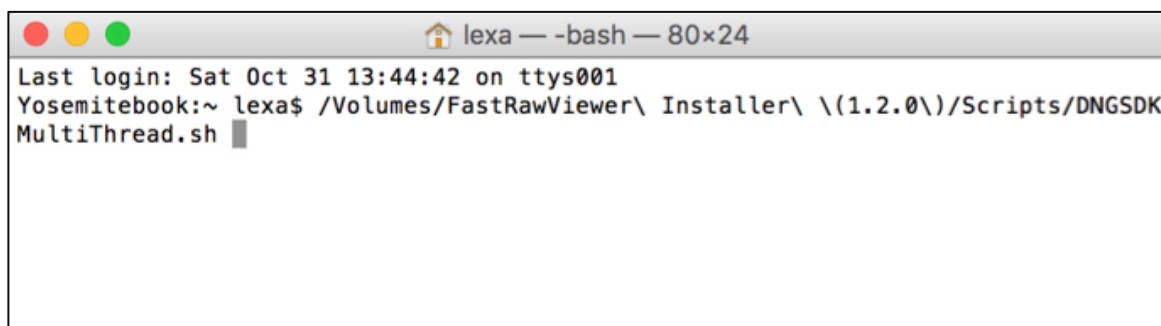 lexa — -bash — 80×24
Last login: Sat Oct 31 13:44:42 on ttys001
Yosemitebook:~ lexa$ /Volumes/FastRawViewer\ Installer\ \(1.2.0\)/Scripts/DNGSDK
MultiThread.sh